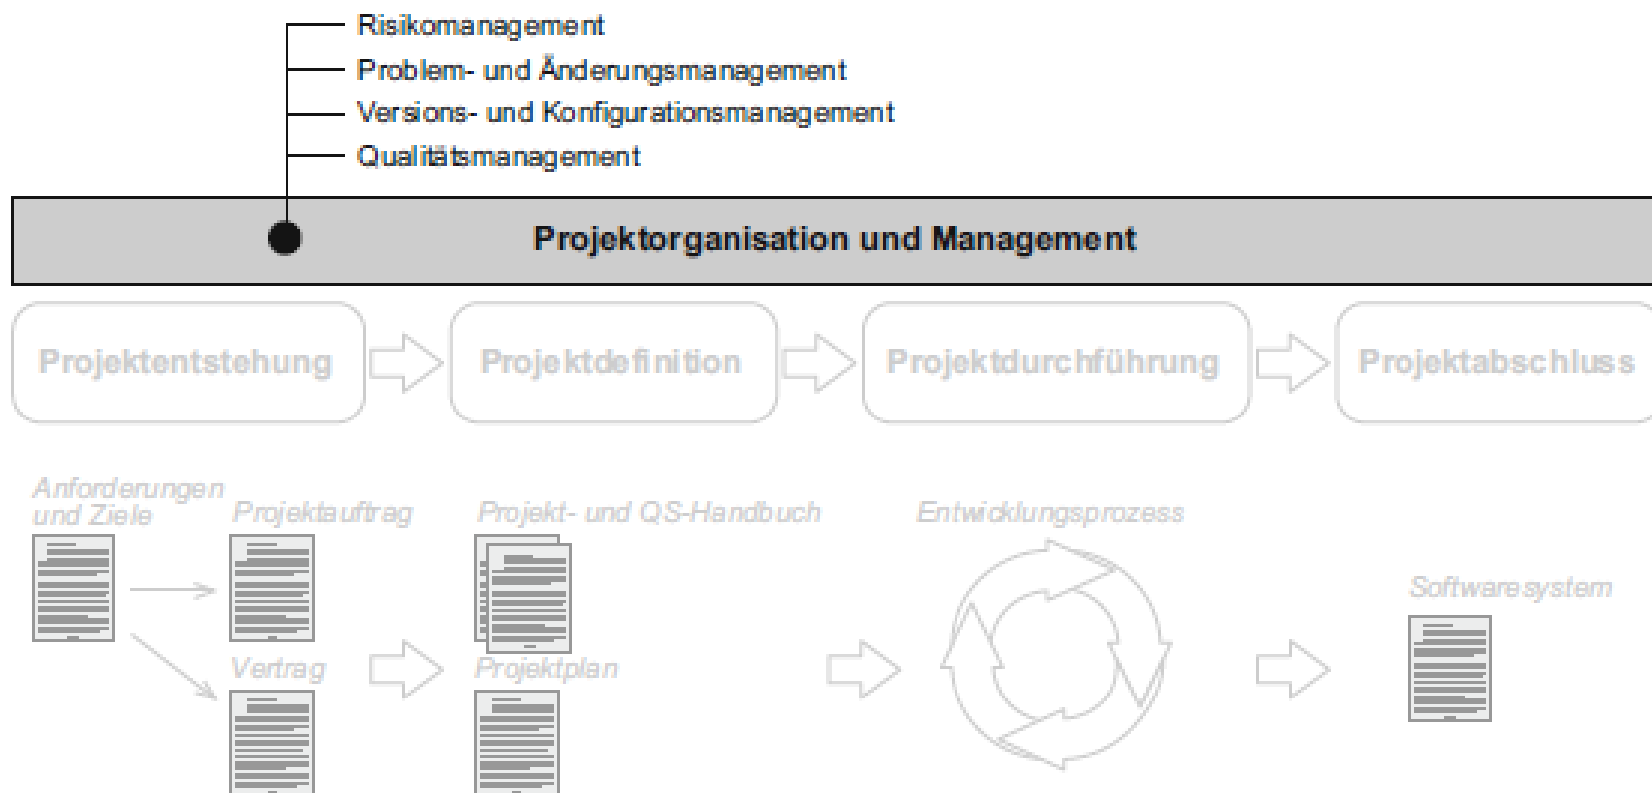 Risikomanagement
Problem- und Änderungsmanagement
Versions- und Konfigurationsmanagement
Qualitätsmanagement
Projektorganisation und Management
Projektentstehung
Projektdefinition
Projektdurchführung
Projektabschluss
Anforderungen
und Ziele
Projektauftrag
Projekt- und QS-Handbuch
Entwicklungsprozess
Softwaresystem
Vertrag
Projektplan